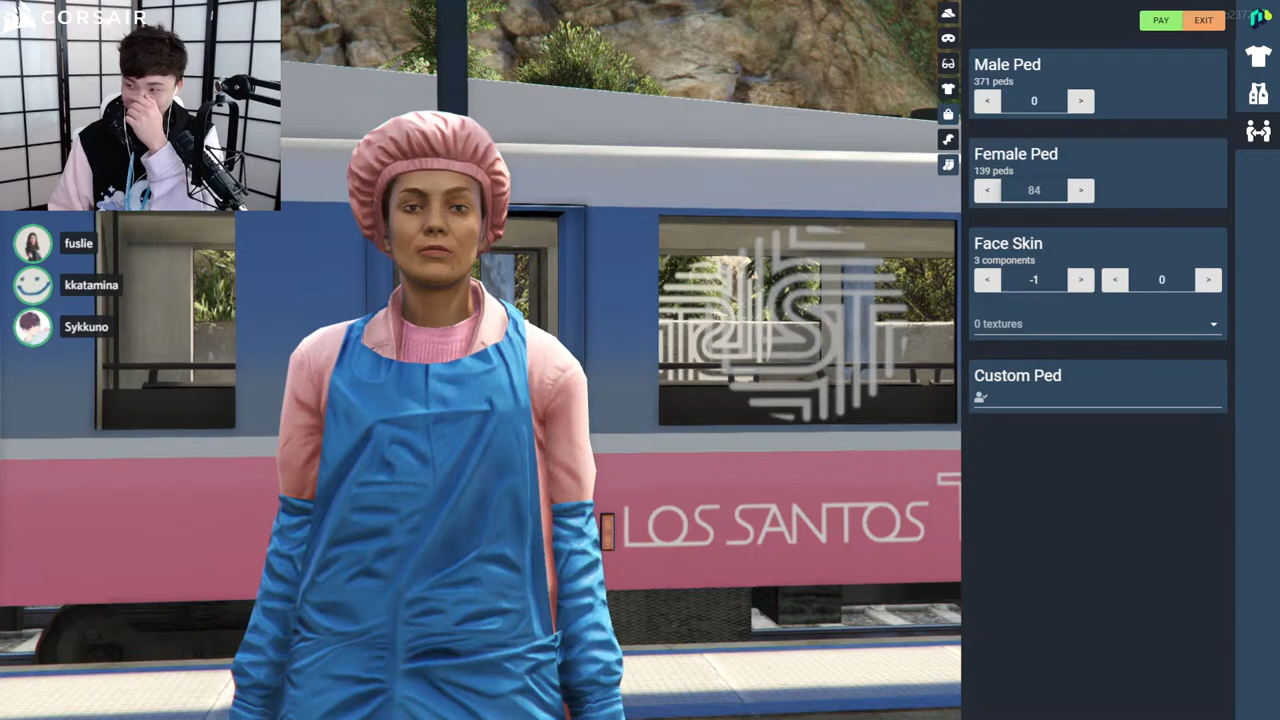 CORSAIR
fuslie
kkatamina
Sykkuno
LOS SANTOS T
PAY
EXIT
Male Ped
371 peds
< 0 >
Female Ped
139 peds
< 84 >
Face Skin
3 components
< -1 > < 0 >
0 textures
Custom Ped